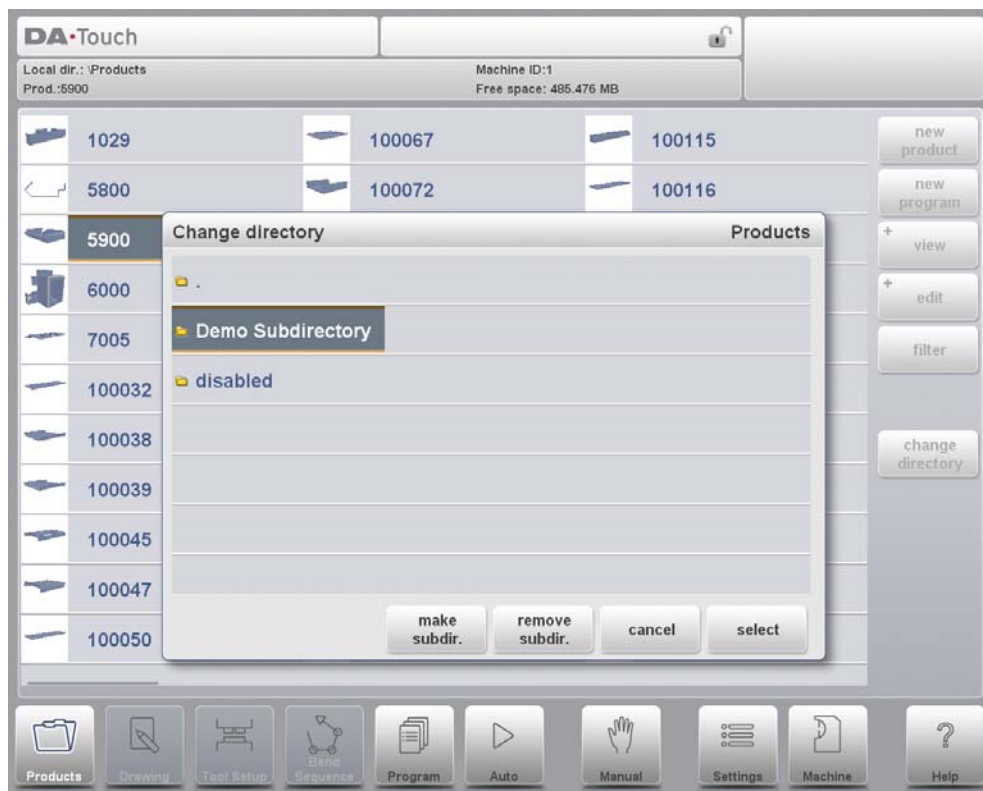 DA•Touch
Local dir.: \Products
Prod.:5900
Machine ID:1
Free space: 485.476 MB
1029
100067
100115
5800
100072
100116
5900
6000
7005
100032
100038
100039
100045
100047
100050
Change directory
Products
.
Demo Subdirectory
disabled
make
subdir.
remove
subdir.
cancel
select
new
product
new
program
+
view
+
edit
filter
change
directory
Products
Drawing
Tool Setup
Bend
Sequence
Program
Auto
Manual
Settings
Machine
?
Help